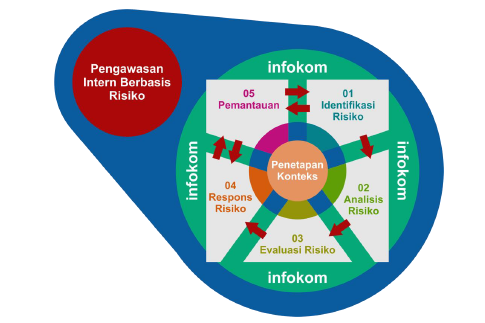 Pengawasan
Intern Berbasis
Risiko
infokom
05
Pemantauan
01
Identifikasi
Risiko
infokom
Penetapan
Konteks
infokom
04
Respons
Risiko
02
Analisis
Risiko
03
Evaluasi Risiko
infokom